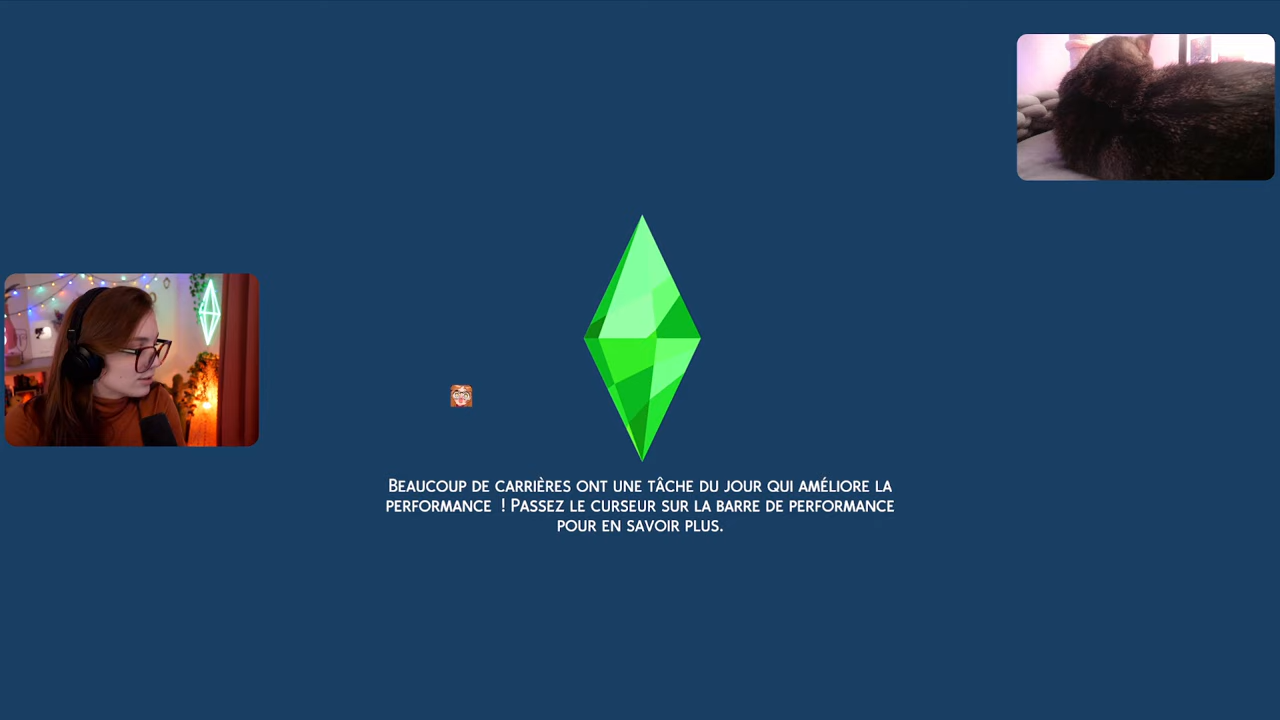 Beaucoup de carrières ont une tâche du jour qui améliore la
performance  ! Passez le curseur sur la barre de performance
pour en savoir plus.